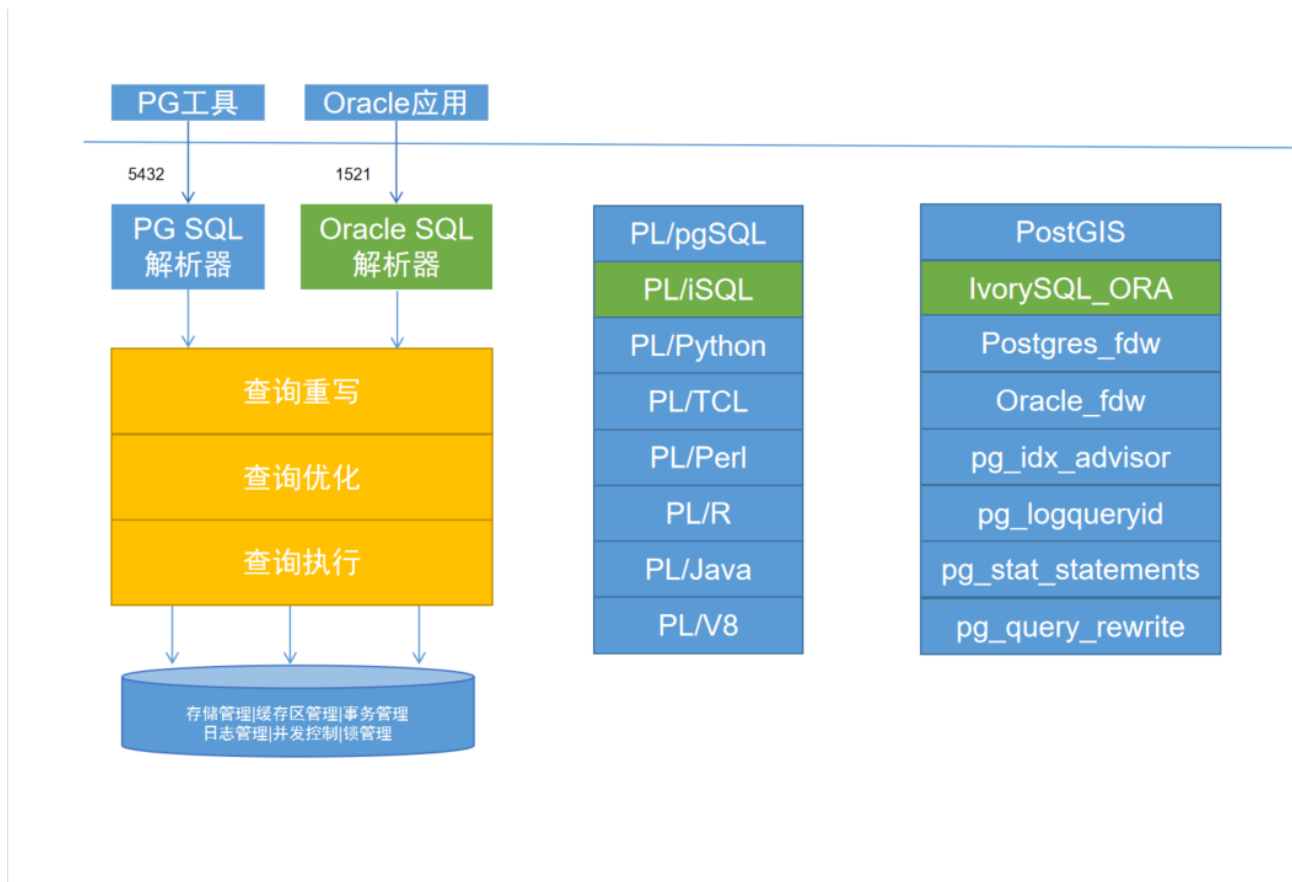 PG工具
Oracle应用
5432
1521
PG SQL
解析器
Oracle SQL
解析器
查询重写
查询优化
查询执行
存储管理|缓存区管理|事务管理
日志管理|并发控制|锁管理
PL/pgSQL
PL/iSQL
PL/Python
PL/TCL
PL/Perl
PL/R
PL/Java
PL/V8
PostGIS
IvorySQL_ORA
Postgres_fdw
Oracle_fdw
pg_idx_advisor
pg_logqueryid
pg_stat_statements
pg_query_rewrite